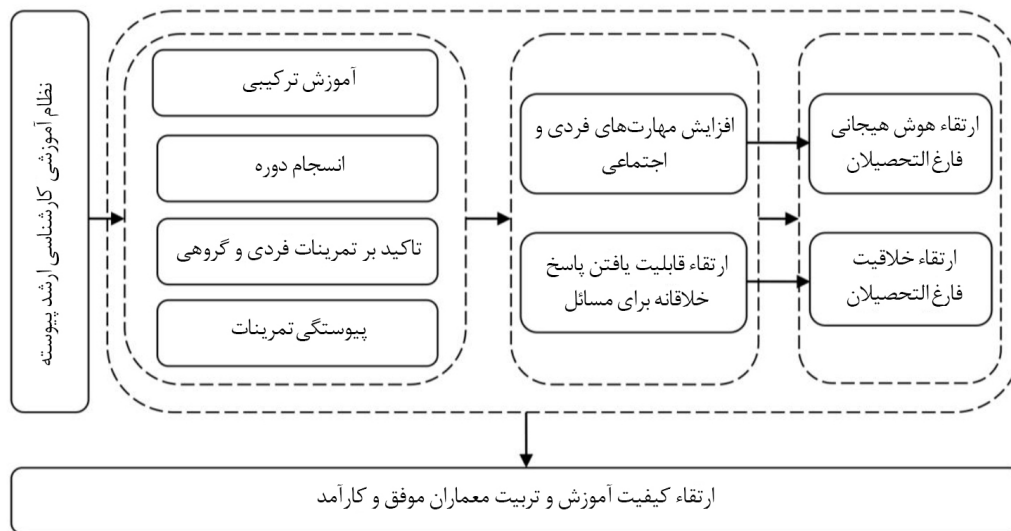 نظام آموزشی کارشناسی ارشد پیوسته
آموزش ترکیبی
انسجام دوره
تاکید بر تمرینات فردی و گروهی
پیوستگی تمرینات
افزایش مهارت‌های فردی و
اجتماعی
ارتقاء قابلیت یافتن پاسخ
خلاقانه برای مسائل
ارتقاء هوش هیجانی
فارغ‌التحصیلان
ارتقاء خلاقیت
فارغ‌التحصیلان
ارتقاء کیفیت آموزش و تربیت معماران موفق و کارآمد